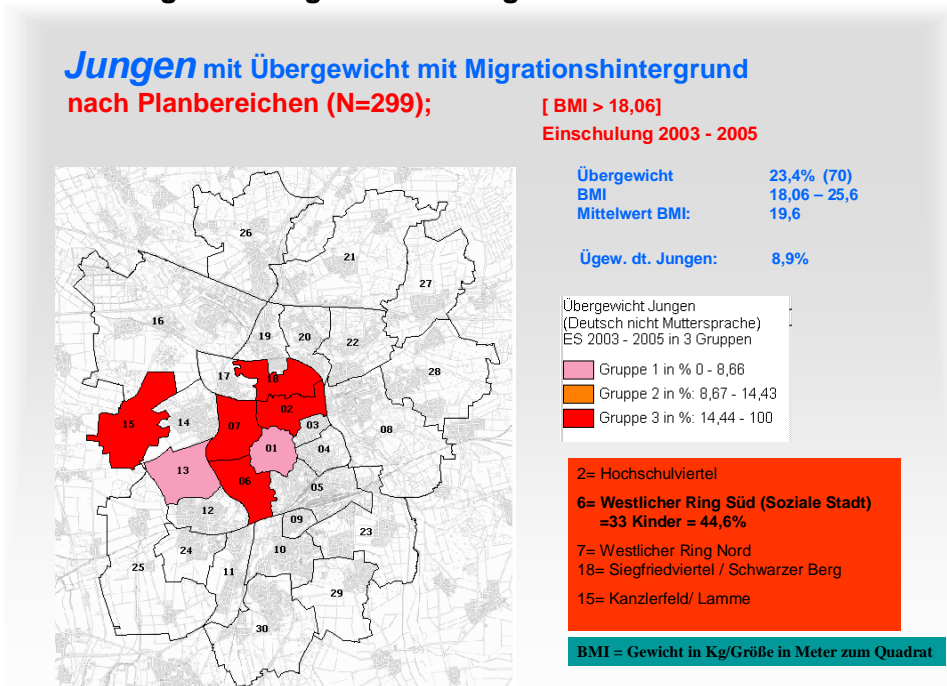 Jungen mit Übergewicht mit Migrationshintergrund
nach Planbereichen (N=299);
[ BMI > 18,06]
Einschulung 2003 - 2005
Übergewicht 23,4% (70)
BMI 18,06 – 25,6
Mittelwert BMI: 19,6
Ügew. dt. Jungen: 8,9%
Übergewicht Jungen
(Deutsch nicht Muttersprache)
ES 2003 - 2005 in 3 Gruppen
Gruppe 1 in % 0 - 8,66
Gruppe 2 in %: 8,67 - 14,43
Gruppe 3 in %: 14,44 - 100
26
21
27
16
19
20
22
28
17
18
15
14
07
02
03
08
01
04
13
06
05
12
09
23
24
10
25
11
29
30
2= Hochschulviertel
6= Westlicher Ring Süd (Soziale Stadt)
=33 Kinder = 44,6%
7= Westlicher Ring Nord
18= Siegfriedviertel / Schwarzer Berg
15= Kanzlerfeld/ Lamme
BMI = Gewicht in Kg/Größe in Meter zum Quadrat